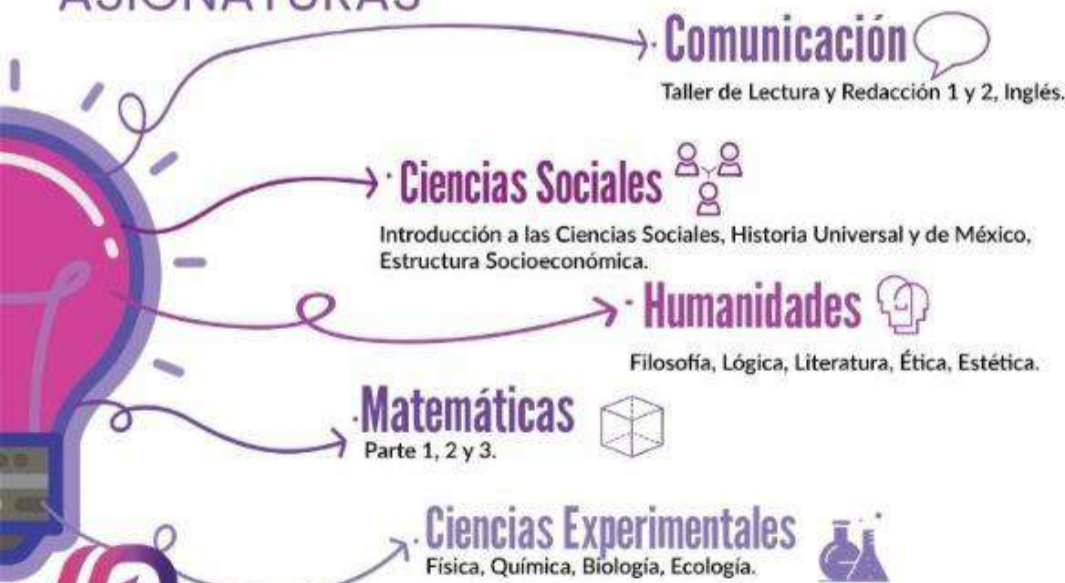 ASIGNATURAS
Comunicación
Taller de Lectura y Redacción 1 y 2, Inglés.
Ciencias Sociales
Introducción a las Ciencias Sociales, Historia Universal y de México,
Estructura Socioeconómica.
Humanidades
Filosofía, Lógica, Literatura, Ética, Estética.
Matemáticas
Parte 1, 2 y 3.
Ciencias Experimentales
Física, Química, Biología, Ecología.